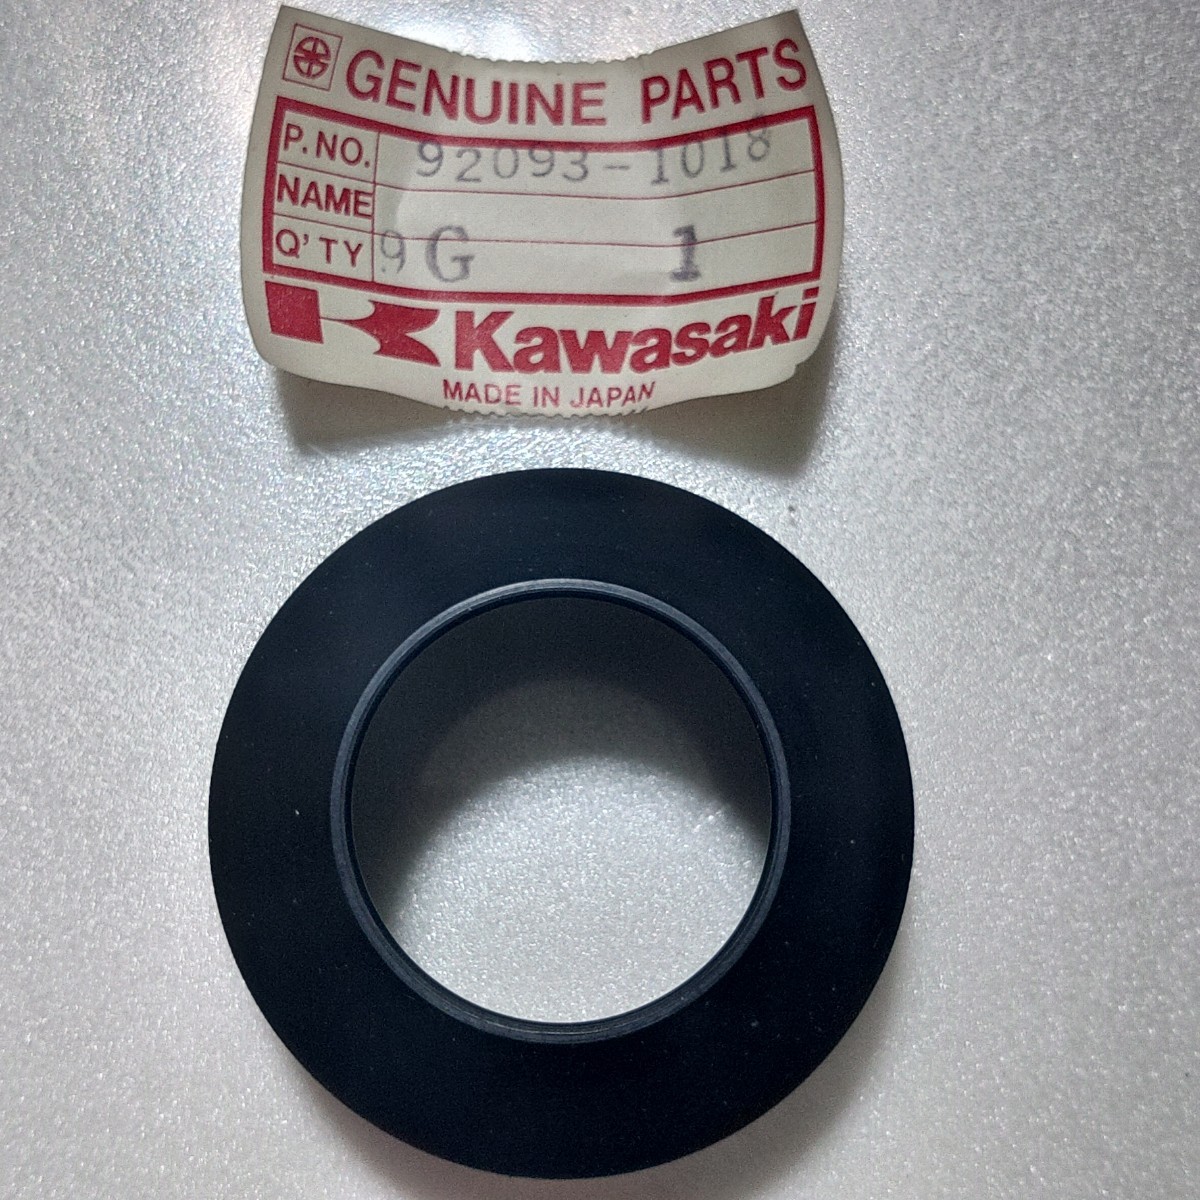 GENUINE PARTS
P.NO. 92093-1018
NAME
Q'TY 9G 1
Kawasaki
MADE IN JAPAN